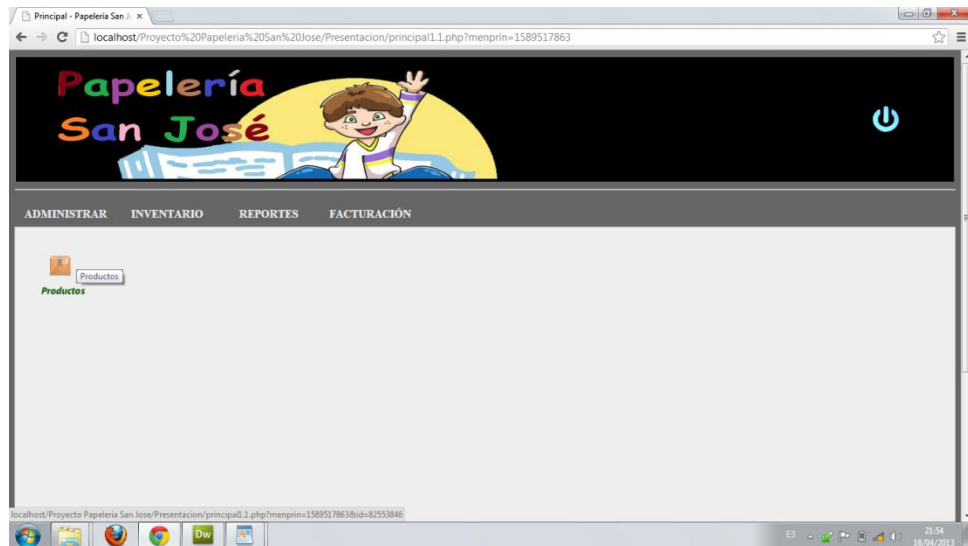 Principal - Papelería San J
localhost/Proyecto%20Papeleria%20San%20Jose/Presentacion/principal1.1.php?menprin=1589517863
Papelería
San José
ADMINISTRAR INVENTARIO REPORTES FACTURACIÓN
Productos
Productos
localhost/Proyecto Papeleria San Jose/Presentacion/principal1.1.php?menprin=1589517863&id=82553846
Dw
ES
21:54
18/04/2013